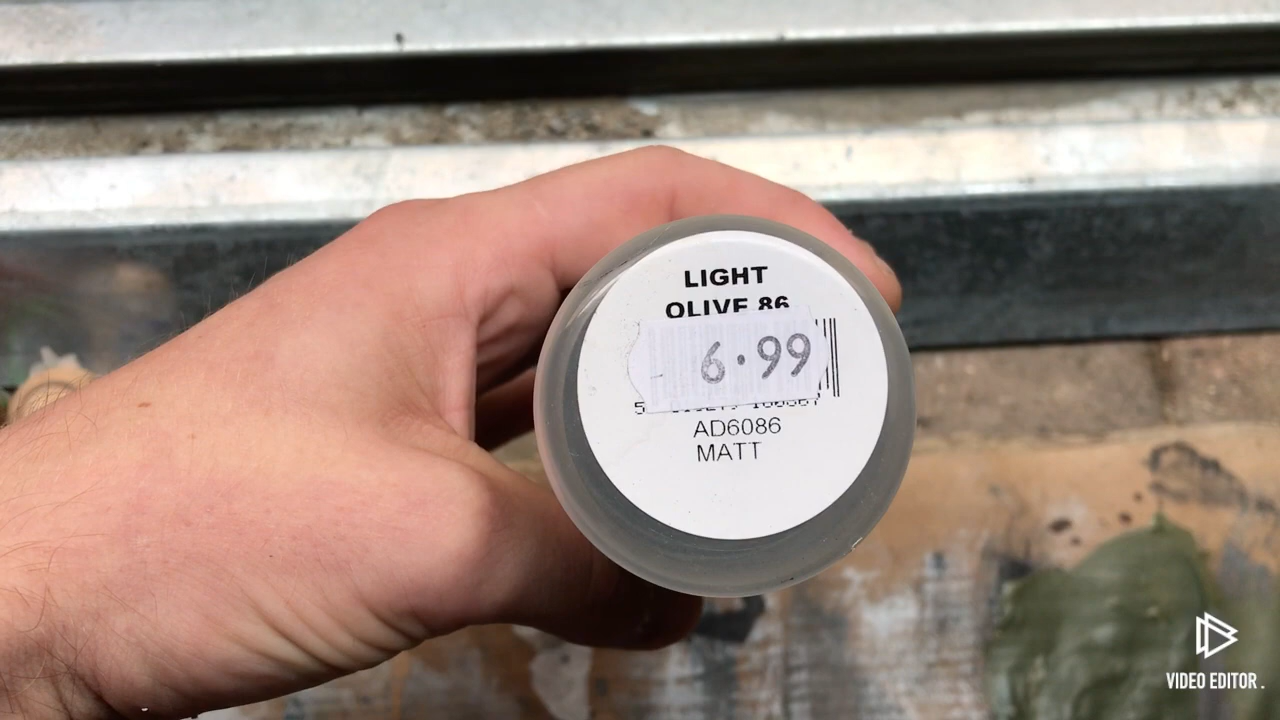 LIGHT
OLIVE 86
6.99
AD6086
MATT
VIDEO EDITOR.